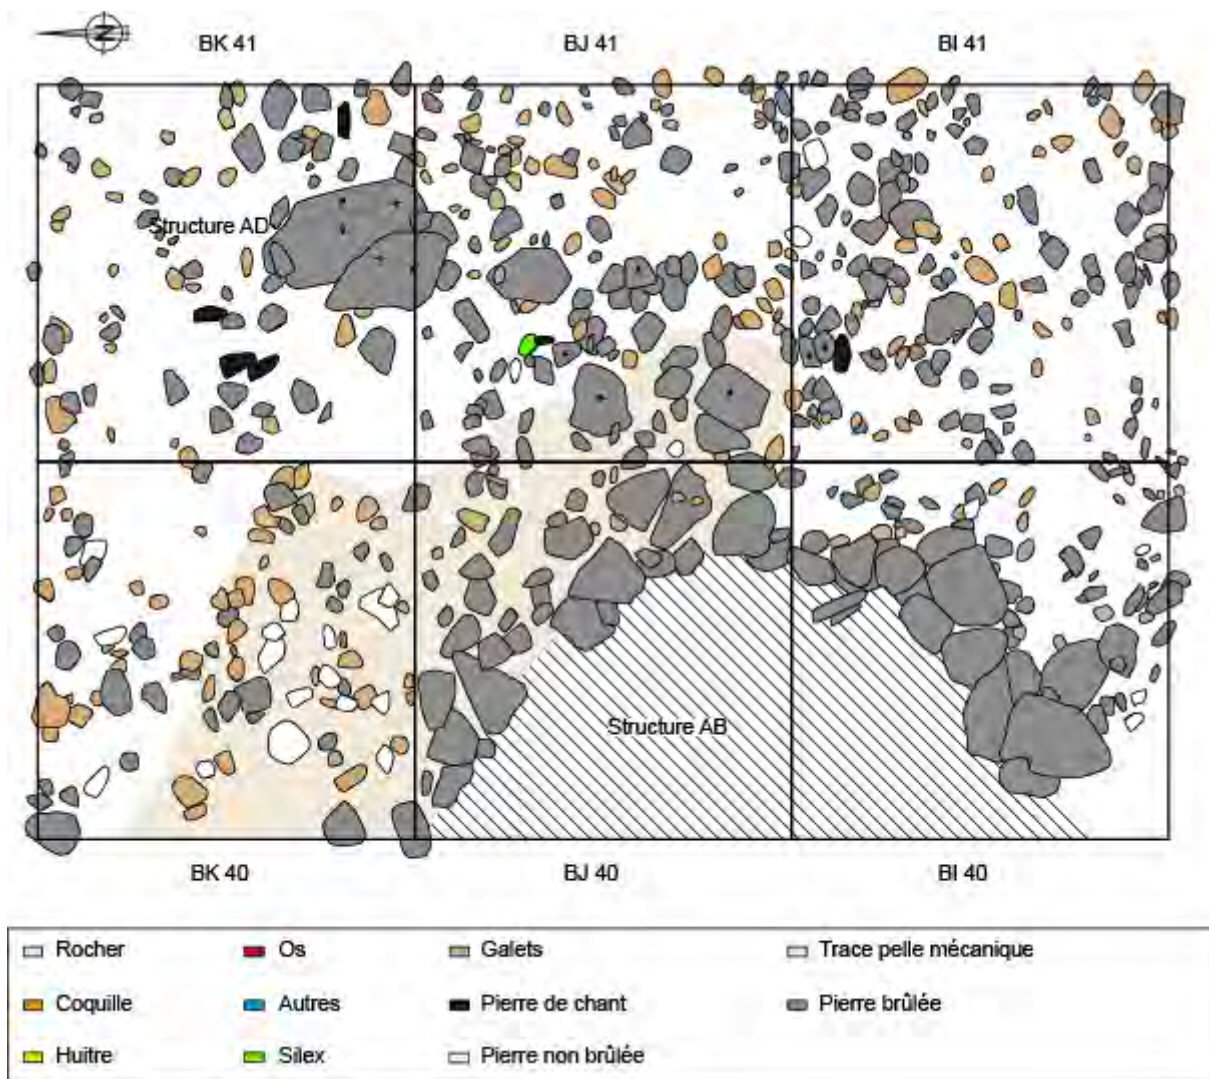 N
BK 41 BJ 41 BI 41
Structure AD
Structure AB
BK 40 BJ 40 BI 40
Rocher Os Galets Trace pelle mécanique
Coquille Autres Pierre de chant Pierre brûlée
Huitre Silex Pierre non brûlée